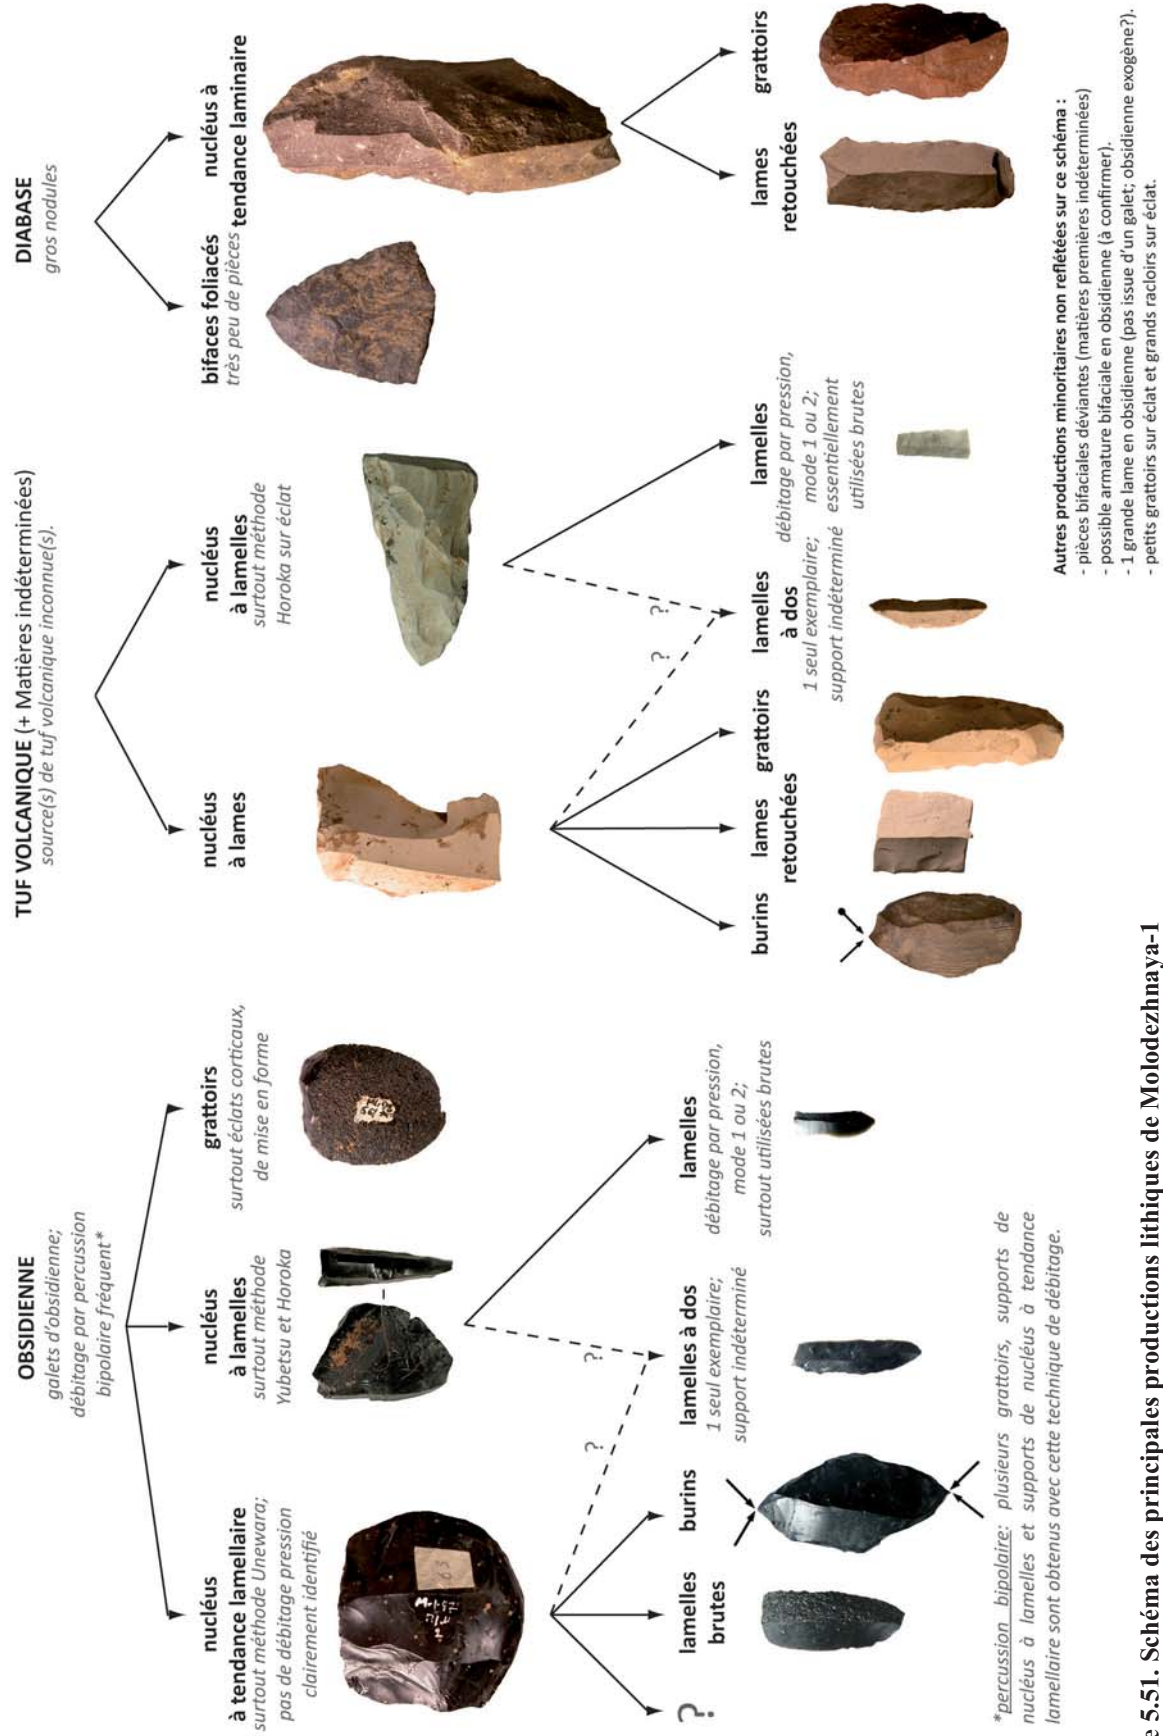 OBSIDIENNE
galets d'obsidienne;
débitage par percussion
bipolaire fréquent*
nucléus
à tendance lamellaire
surtout méthode Unewara;
pas de débitage pression
clairement identifié
nucléus
à lamelles
surtout méthode
Yubetsu et Horoka
grattoirs
surtout éclats corticaux,
de mise en forme
?
lamelles
brutes
burins
?
?
lamelles à dos
1 seul exemplaire;
support indéterminé
lamelles
débitage par pression,
mode 1 ou 2;
surtout utilisées brutes
*percussion bipolaire: plusieurs grattoirs, supports de
nucléus à lamelles et supports de nucléus à tendance
lamellaire sont obtenus avec cette technique de débitage.
TUF VOLCANIQUE (+ Matières indéterminées)
source(s) de tuf volcanique inconnue(s).
nucléus
à lames
nucléus
à lamelles
surtout méthode
Horoka sur éclat
burins
lames
retouchées
grattoirs
?
?
lamelles
à dos
1 seul exemplaire;
support indéterminé
lamelles
débitage par pression,
mode 1 ou 2;
essentiellement
utilisées brutes
DIABASE
gros nodules
bifaces foliacés
très peu de pièces
nucléus à
tendance laminaire
lames
retouchées
grattoirs
Autres productions minoritaires non reflétées sur ce schéma :
- pièces bifaciales déviantes (matières premières indéterminées)
- possible armature bifaciale en obsidienne (à confirmer).
- 1 grande lame en obsidienne (pas issue d'un galet; obsidienne exogène?).
- petits grattoirs sur éclat et grands racloirs sur éclat.
5.51. Schéma des principales productions lithiques de Molodezhnaya-1